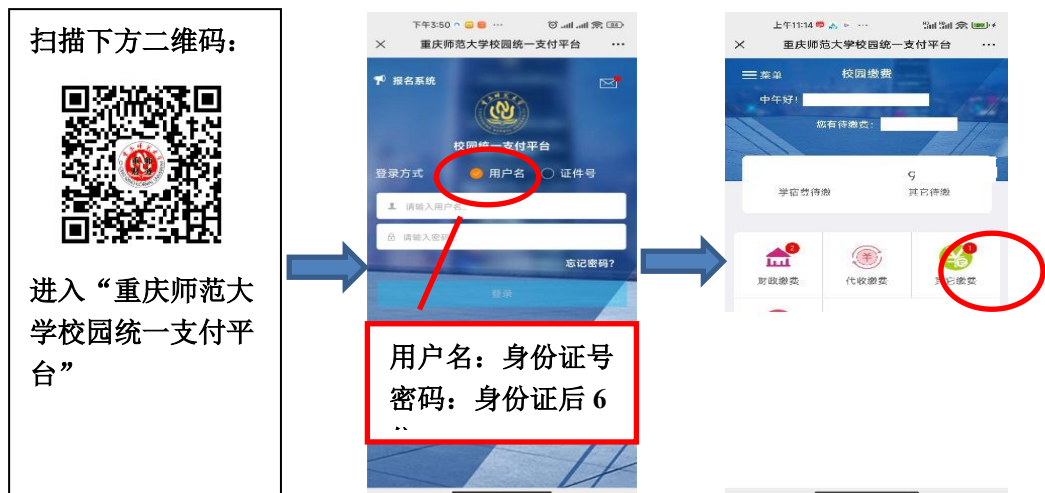 扫描下方二维码：
进入“重庆师范大
学校园统一支付平
台”
下午3:50
重庆师范大学校园统一支付平台
报名系统
校园统一支付平台
登录方式
用户名
证件号
请输入用户名
请输入密码
忘记密码?
登录
用户名：身份证号
密码：身份证后 6
上午11:14
重庆师范大学校园统一支付平台
菜单
校园缴费
中午好!
您有待缴费:
学宿费待缴
其它待缴
2
1
财政缴费
代收缴费
其它缴费